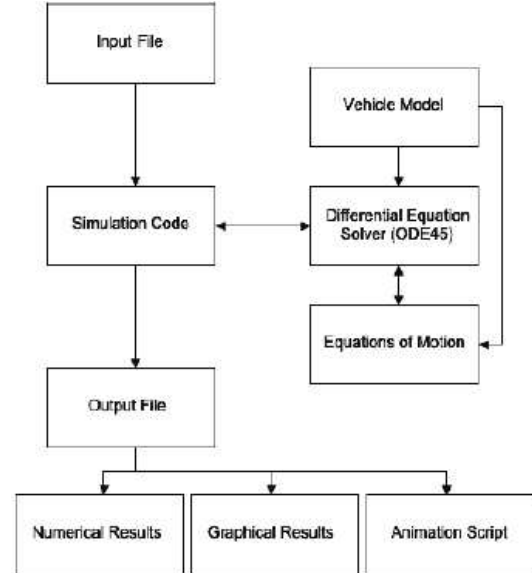 Input File
Vehicle Model
Simulation Code
Differential Equation
Solver (ODE45)
Equations of Motion
Output File
Numerical Results
Graphical Results
Animation Script